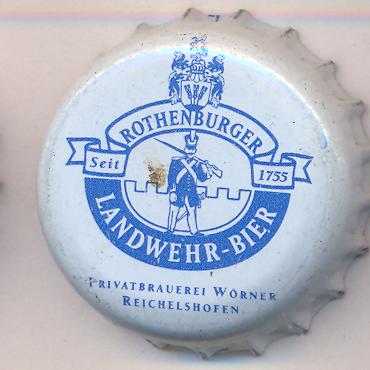 ROTHENBURGER
Seit 1755
LANDWEHR-BIER
PRIVATBRAUEREI WÖRNER
REICHELSHOFEN